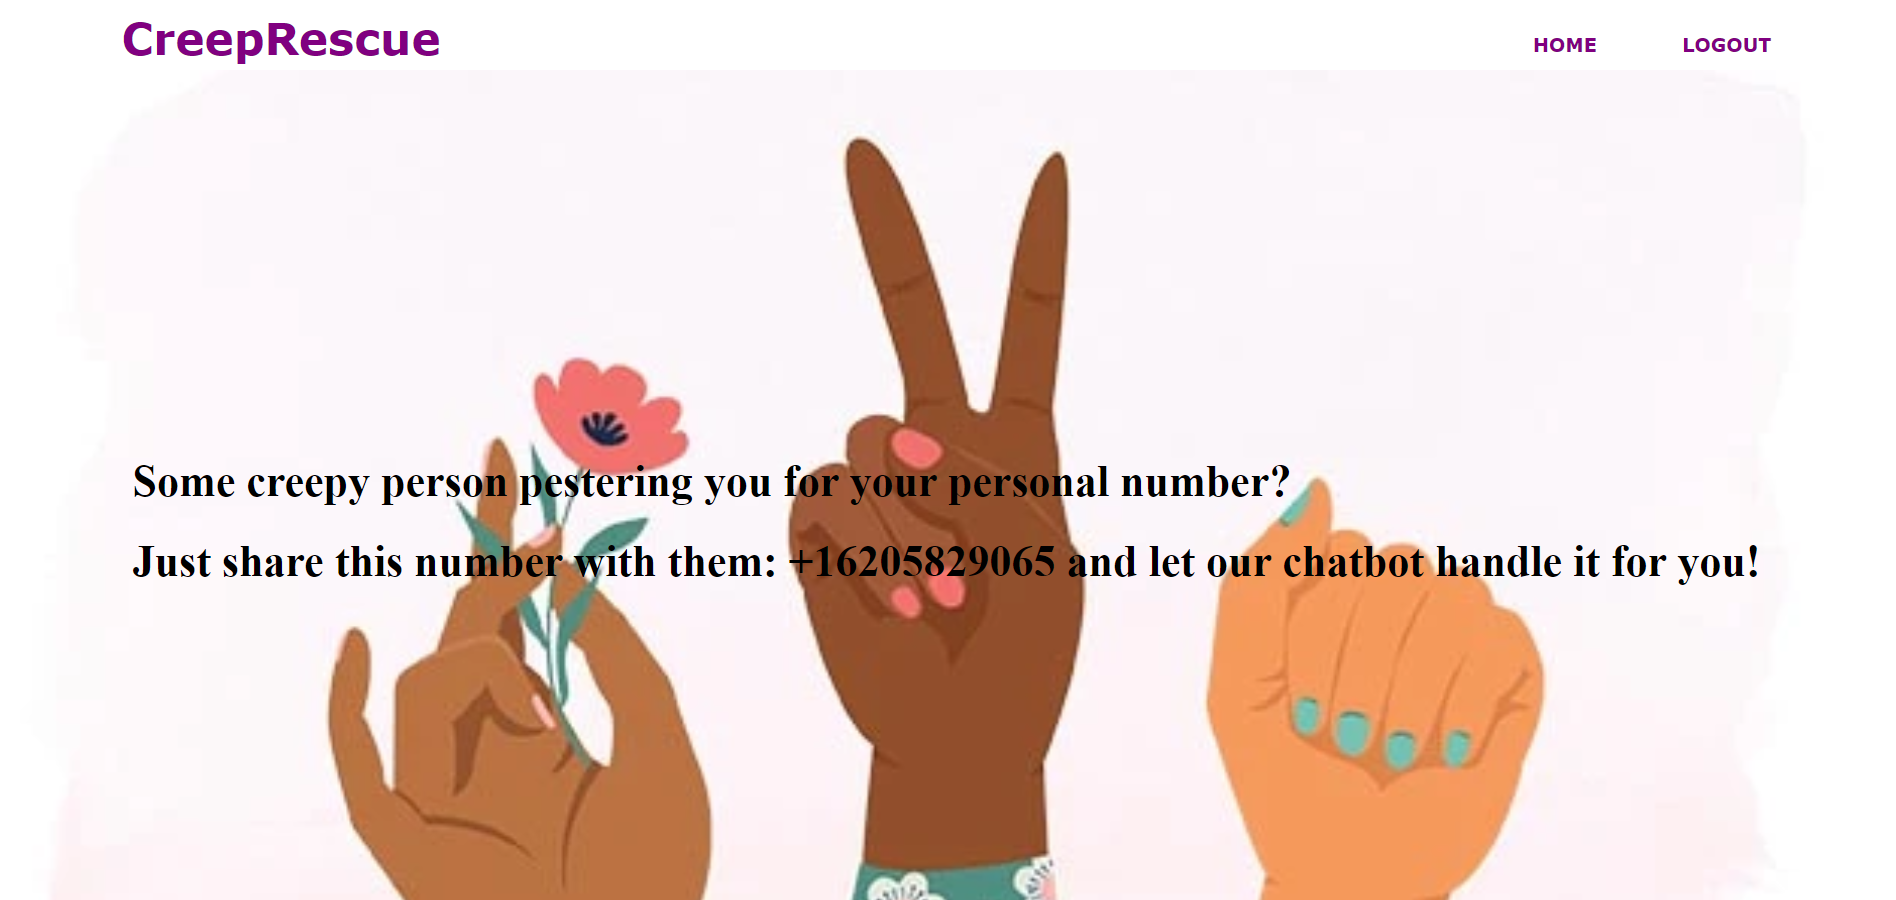 CreepRescue
HOME LOGOUT
Some creepy person pestering you for your personal number?
Just share this number with them: +16205829065 and let our chatbot handle it for you!